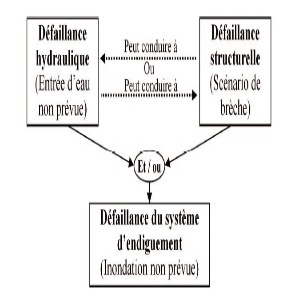 Défaillance
hydraulique
(Entrée d'eau
non prévue)
Peut conduire à
Ou
Peut conduire à
Défaillance
structurelle
(Scénario de
brèche)
Et / ou
Défaillance du système
d'endiguement
(Inondation non prévue)